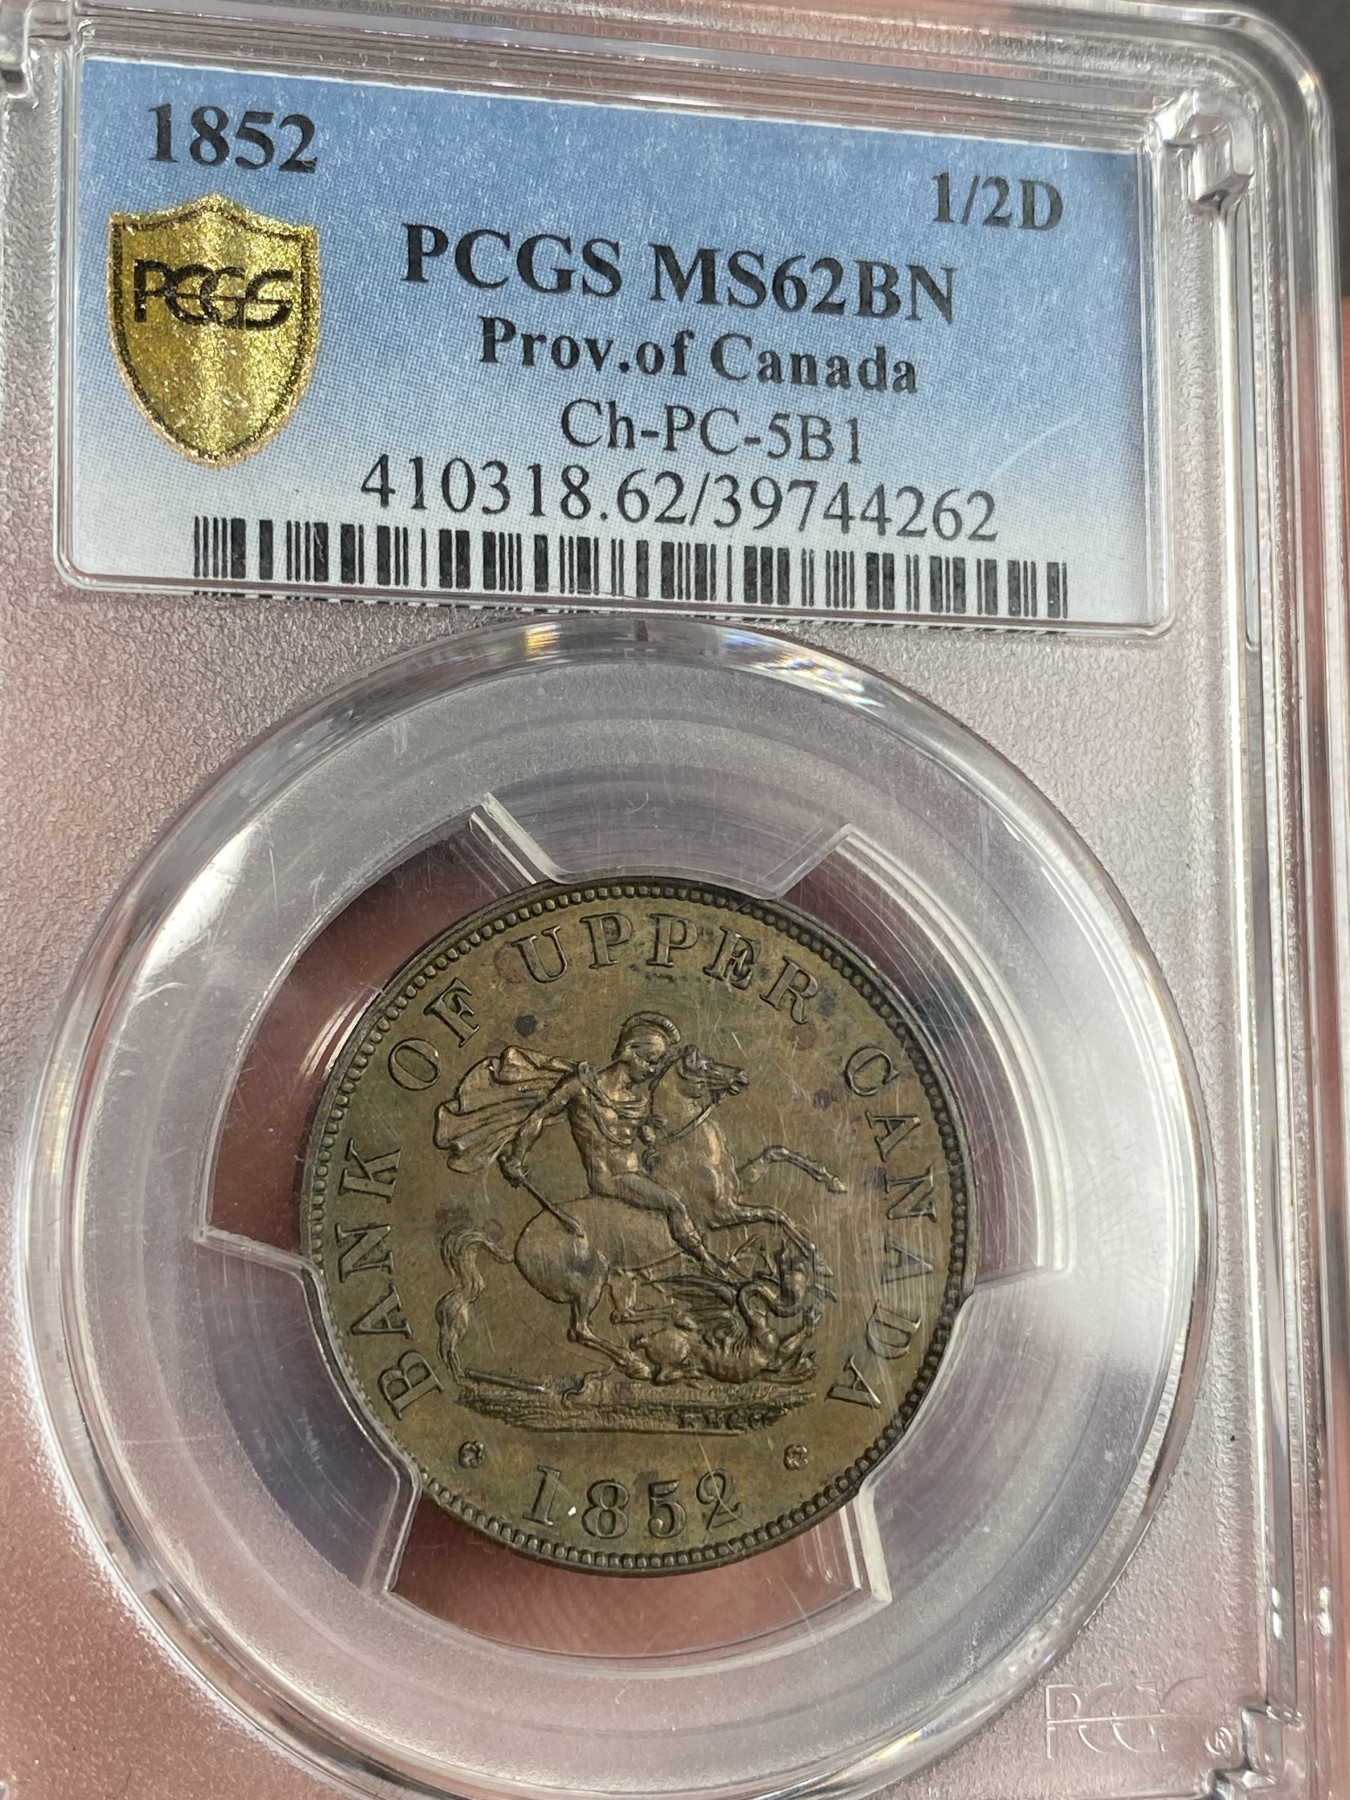 1852
1/2D
PCGS
PCGS MS62BN
Prov.of Canada
Ch-PC-5B1
410318.62/39744262
BANK OF UPPER CANADA
1852
PCGS ®